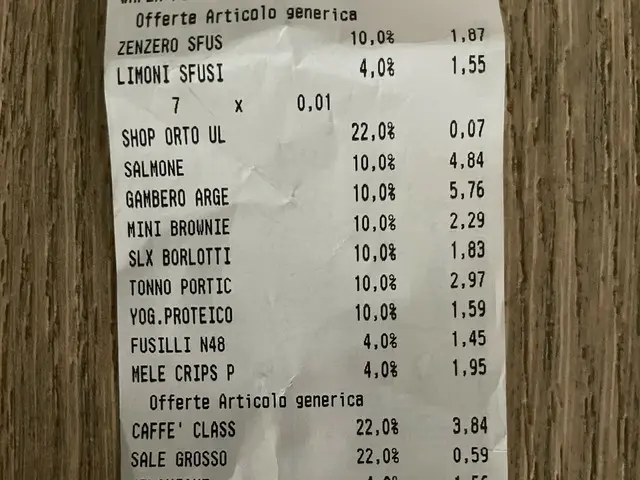 Offerte Articolo generica
ZENZERO SFUS 10,0% 1,87
LIMONI SFUSI 4,0% 1,55
7 x 0,01
SHOP ORTO UL 22,0% 0,07
SALMONE 10,0% 4,84
GAMBERO ARGE 10,0% 5,76
MINI BROWNIE 10,0% 2,29
SLX BORLOTTI 10,0% 1,83
TONNO PORTIC 10,0% 2,97
YOG.PROTEICO 10,0% 1,59
FUSILLI N48 4,0% 1,45
MELE CRIPS P 4,0% 1,95
Offerte Articolo generica
CAFFE' CLASS 22,0% 3,84
SALE GROSSO 22,0% 0,59